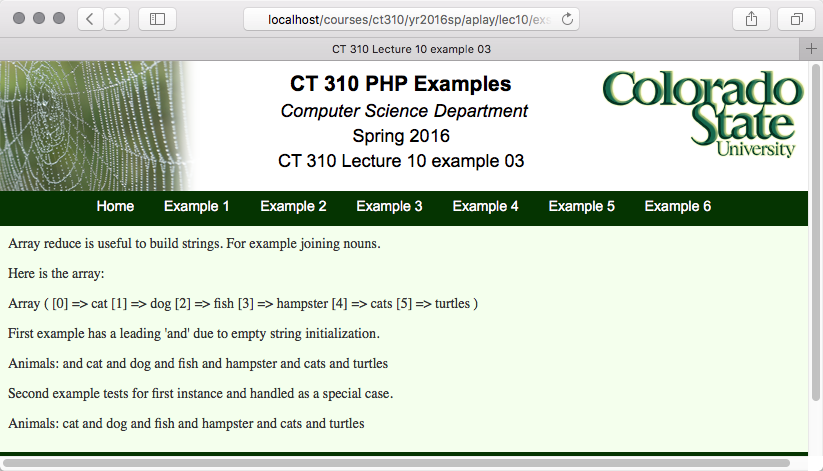 localhost/courses/ct310/yr2016sp/aplay/lec10/exs
CT 310 Lecture 10 example 03
CT 310 PHP Examples
Computer Science Department
Spring 2016
CT 310 Lecture 10 example 03
Colorado
State
University
Home Example 1 Example 2 Example 3 Example 4 Example 5 Example 6
Array reduce is useful to build strings. For example joining nouns.
Here is the array:
Array ( [0] => cat [1] => dog [2] => fish [3] => hampster [4] => cats [5] => turtles )
First example has a leading 'and' due to empty string initialization.
Animals: and cat and dog and fish and hampster and cats and turtles
Second example tests for first instance and handled as a special case.
Animals: cat and dog and fish and hampster and cats and turtles